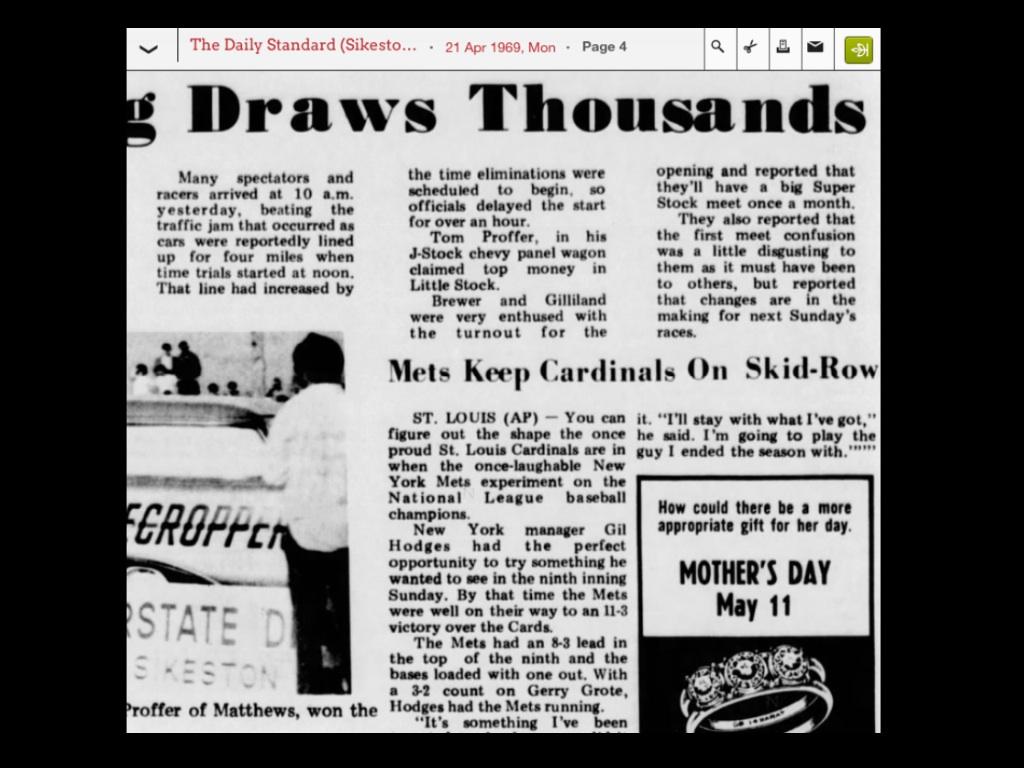 The Daily Standard (Sikesto... · 21 Apr 1969, Mon · Page 4
g Draws Thousands
Many spectators and
racers arrived at 10 a.m.
yesterday, beating the
traffic jam that occurred as
cars were reportedly lined
up for four miles when
time trials started at noon.
That line had increased by
the time eliminations were
scheduled to begin, so
officials delayed the start
for over an hour.
Tom Proffer, in his
J-Stock chevy panel wagon
claimed top money in
Little Stock.
Brewer and Gilliland
were very enthused with
the turnout for the
opening and reported that
they'll have a big Super
Stock meet once a month.
They also reported that
the first meet confusion
was a little disgusting to
them as it must have been
to others, but reported
that changes are in the
making for next Sunday's
races.
ECROPPER
RSTATE D
SIKESTON
Proffer of Matthews, won the
Mets Keep Cardinals On Skid-Row
ST. LOUIS (AP) — You can
figure out the shape the once
proud St. Louis Cardinals are in
when the once-laughable New
York Mets experiment on the
National League baseball
champions.
New York manager Gil
Hodges had the perfect
opportunity to try something he
wanted to see in the ninth inning
Sunday. By that time the Mets
were well on their way to an 11-3
victory over the Cards.
The Mets had an 8-3 lead in
the top of the ninth and the
bases loaded with one out. With
a 3-2 count on Gerry Grote,
Hodges had the Mets running.
"It's something I've been
it. "I'll stay with what I've got,"
he said. I'm going to play the
guy I ended the season with.""""
How could there be a more
appropriate gift for her day.
MOTHER'S DAY
May 11